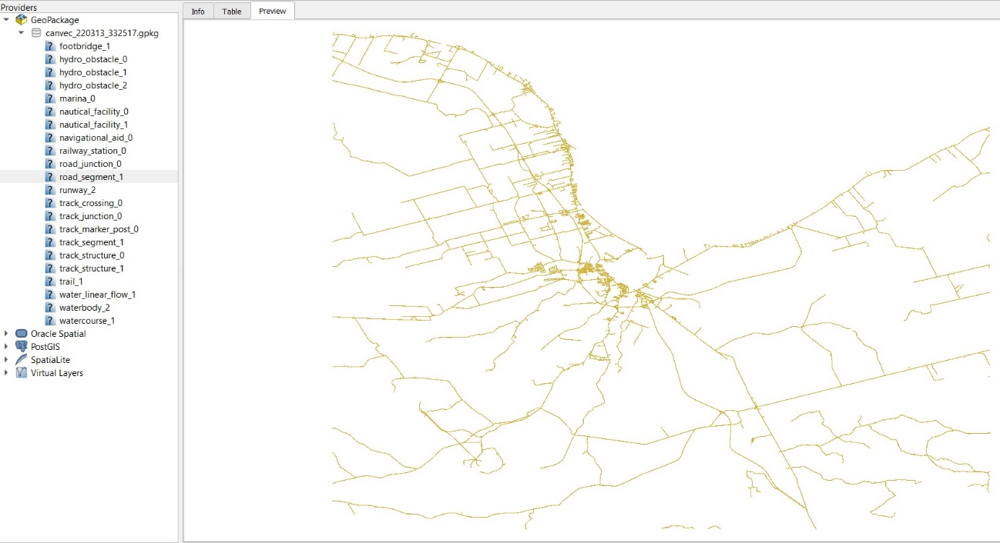 Providers
GeoPackage
canvec_220313_332517.gpkg
footbridge_1
hydro_obstacle_0
hydro_obstacle_1
hydro_obstacle_2
marina_0
nautical_facility_0
nautical_facility_1
navigational_aid_0
railway_station_0
road_junction_0
road_segment_1
runway_2
track_crossing_0
track_junction_0
track_marker_post_0
track_segment_1
track_structure_0
track_structure_1
trail_1
water_linear_flow_1
waterbody_2
watercourse_1
Oracle Spatial
PostGIS
SpatiaLite
Virtual Layers
Info Table Preview